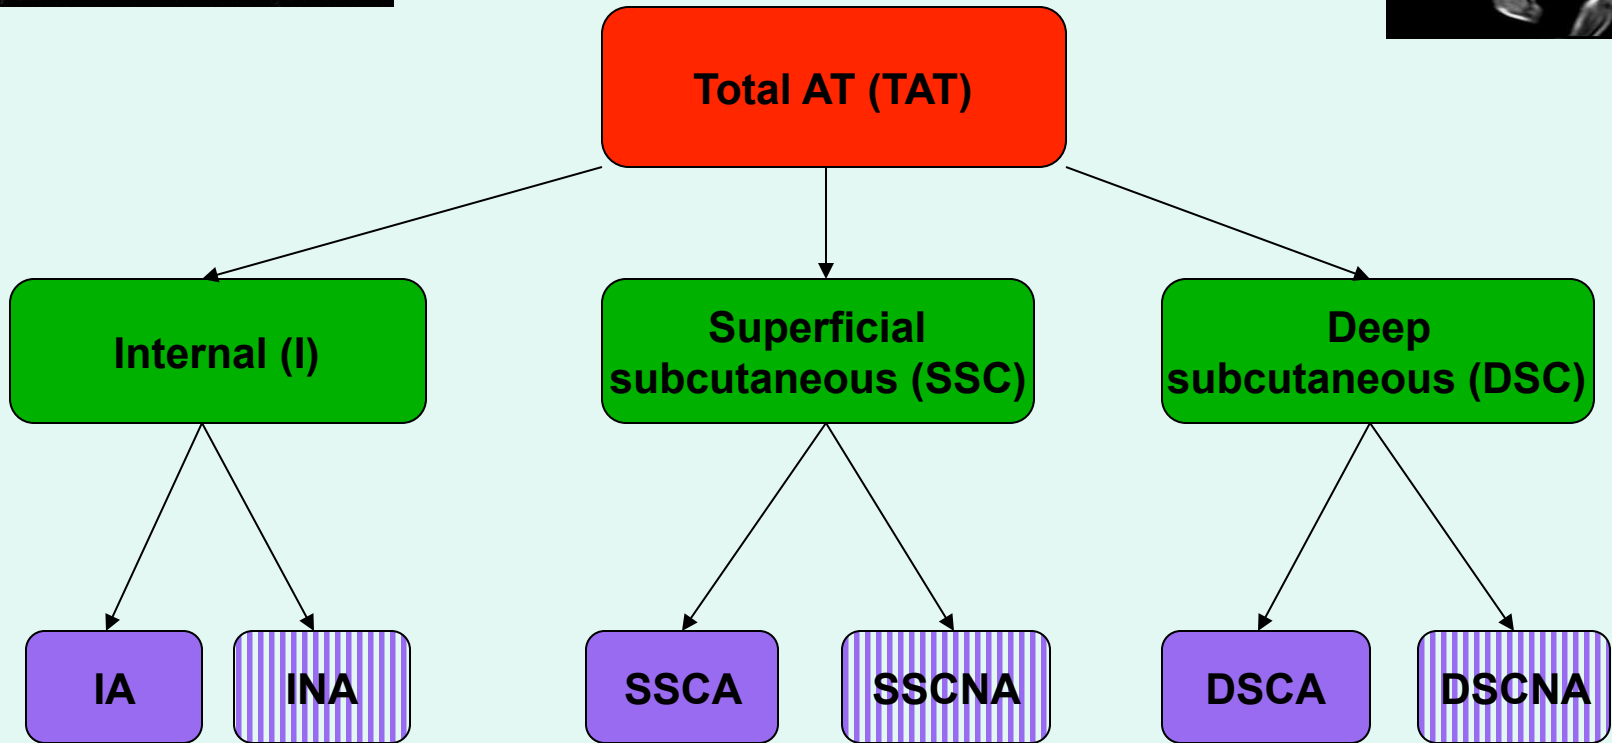 Total AT (TAT)
Internal (I)
Superficial
subcutaneous (SSC)
Deep
subcutaneous (DSC)
IA
INA
SSCA
SSCNA
DSCA
DSCNA